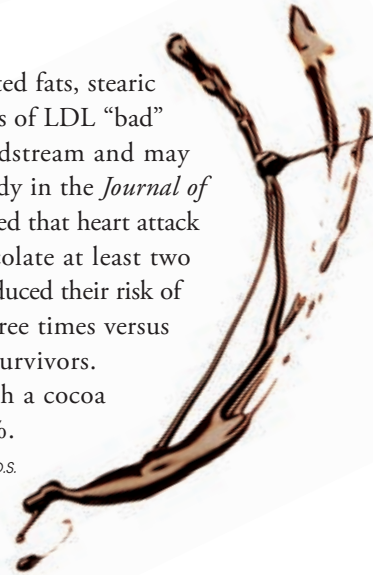 ted fats, stearic
s of LDL “bad”
dstream and may
dy in the Journal of
ed that heart attack
olate at least two
duced their risk of
ree times versus
urvivors.
h a cocoa
%.
D.S.